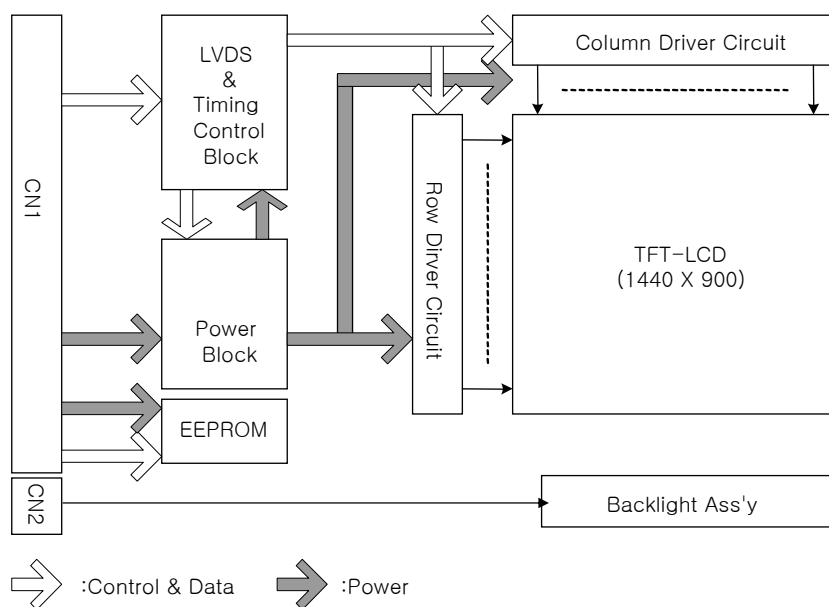 LVDS
&
Timing
Control
Block
Column Driver Circuit
CN1
Row Dirver Circuit
TFT-LCD
(1440 X 900)
Power
Block
EEPROM
CN2
Backlight Ass'y
:Control & Data
:Power